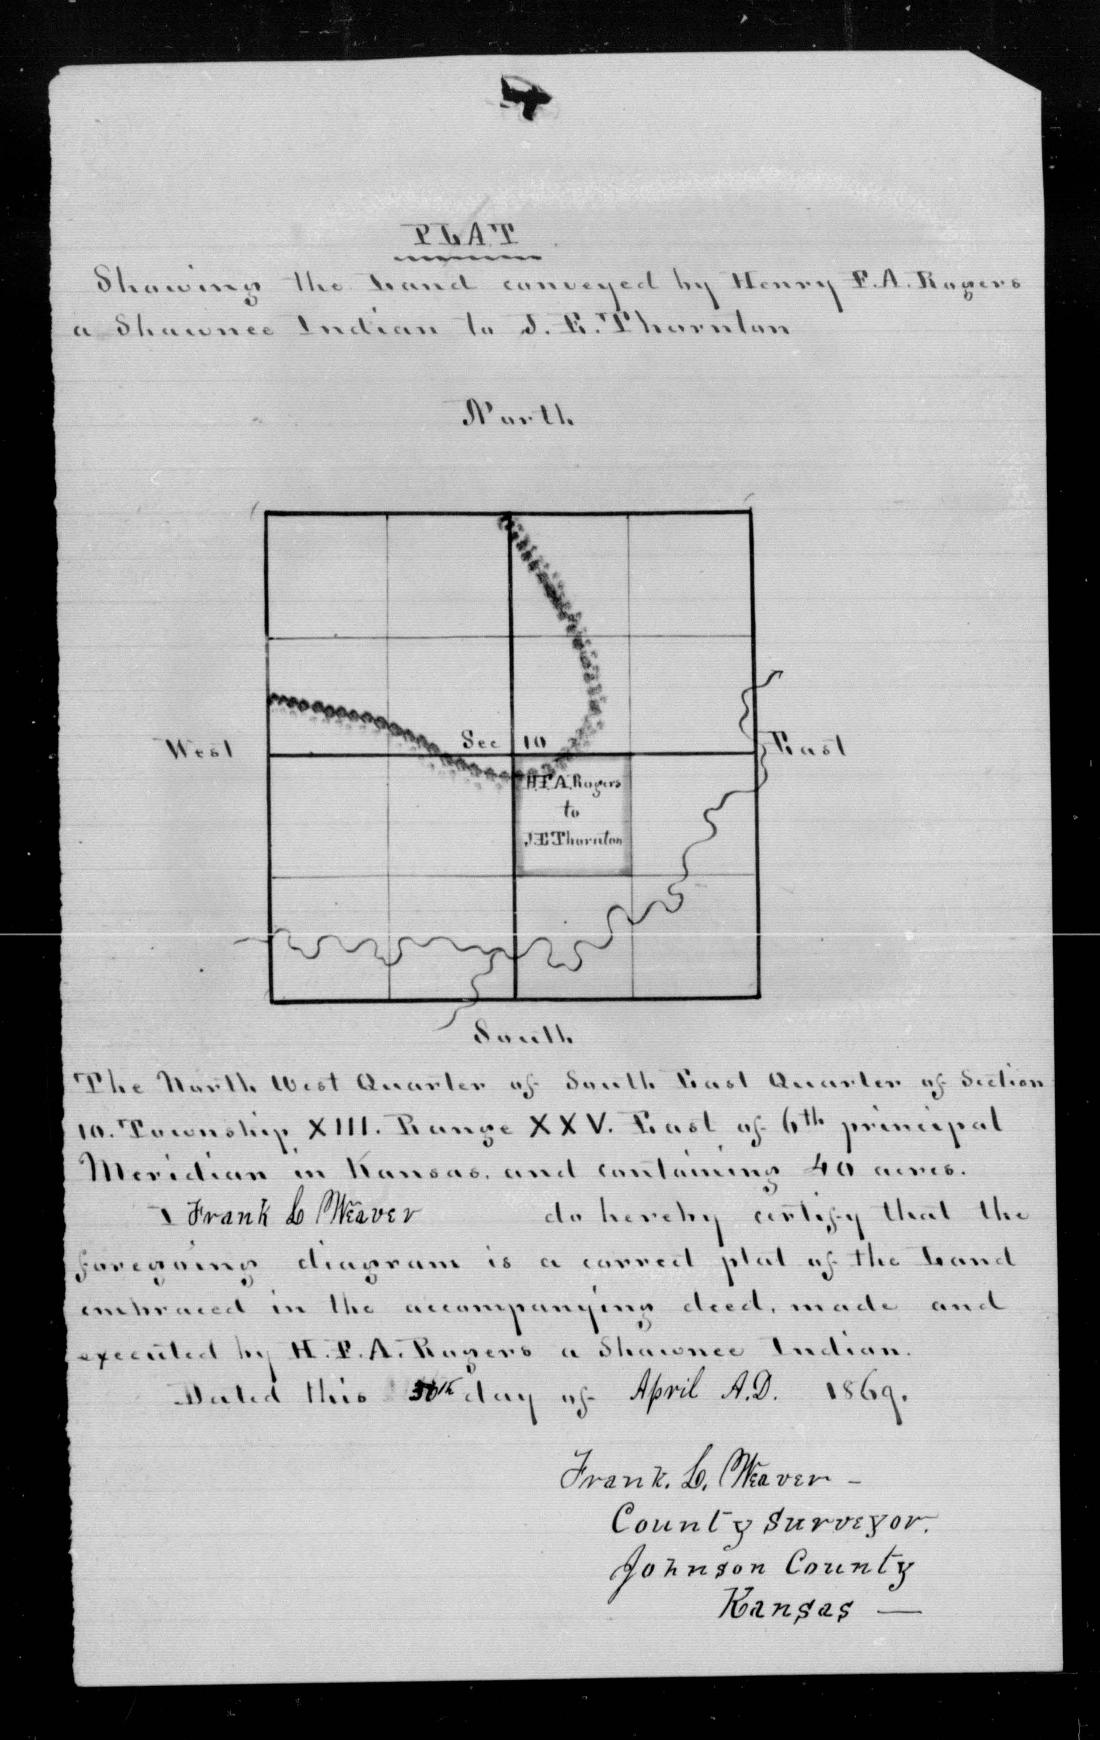 PLAT
Showing the Land conveyed by Henry F. A. Rogers
a Shawnee Indian to J. E. Thornton
North
West
Sec 10
East
H.F.A. Rogers
to
J E Thornton
South
The North West Quarter of South East Quarter of Section
10. Township XIII. Range XXV. East of 6th principal
Meridian in Kansas, and containing 40 acres.
I Frank L Weaver do hereby certify that the
foregoing diagram is a correct plat of the Land
embraced in the accompanying deed, made and
executed by H. F. A. Rogers a Shawnee Indian.
Dated this 30th day of April A.D. 1869.
Frank. L. Weaver -
County Surveyor.
Johnson County
Kansas —